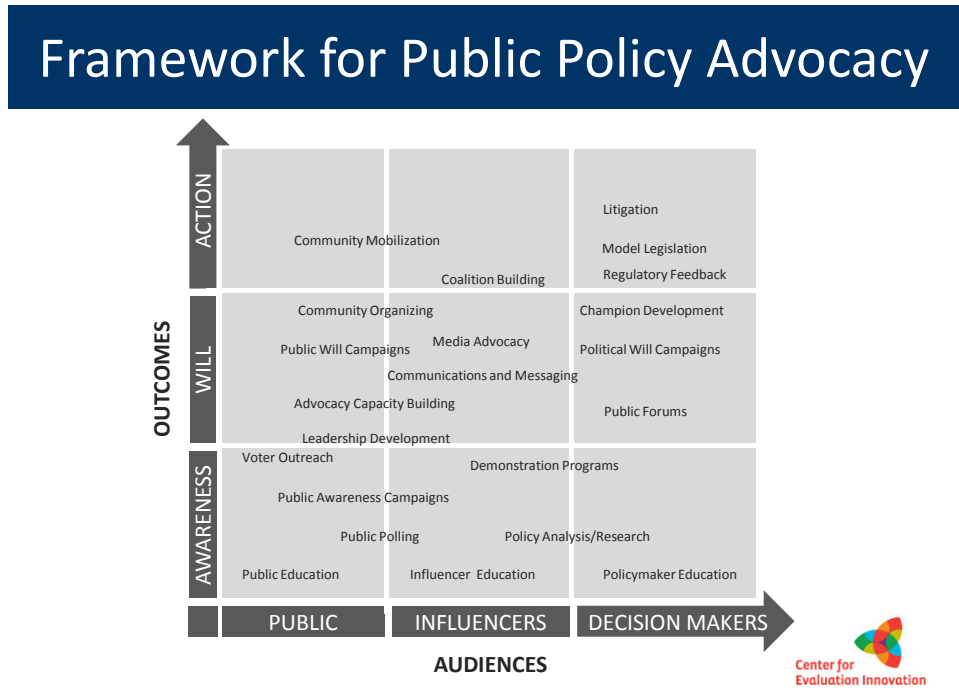 Framework for Public Policy Advocacy
OUTCOMES
ACTION
Litigation
Community Mobilization
Model Legislation
Regulatory Feedback
Coalition Building
WILL
Community Organizing
Champion Development
Media Advocacy
Public Will Campaigns
Political Will Campaigns
Communications and Messaging
Advocacy Capacity Building
Public Forums
Leadership Development
AWARENESS
Voter Outreach
Demonstration Programs
Public Awareness Campaigns
Public Polling
Policy Analysis/Research
Public Education
Influencer Education
Policymaker Education
PUBLIC
INFLUENCERS
DECISION MAKERS
AUDIENCES
Center for
Evaluation Innovation